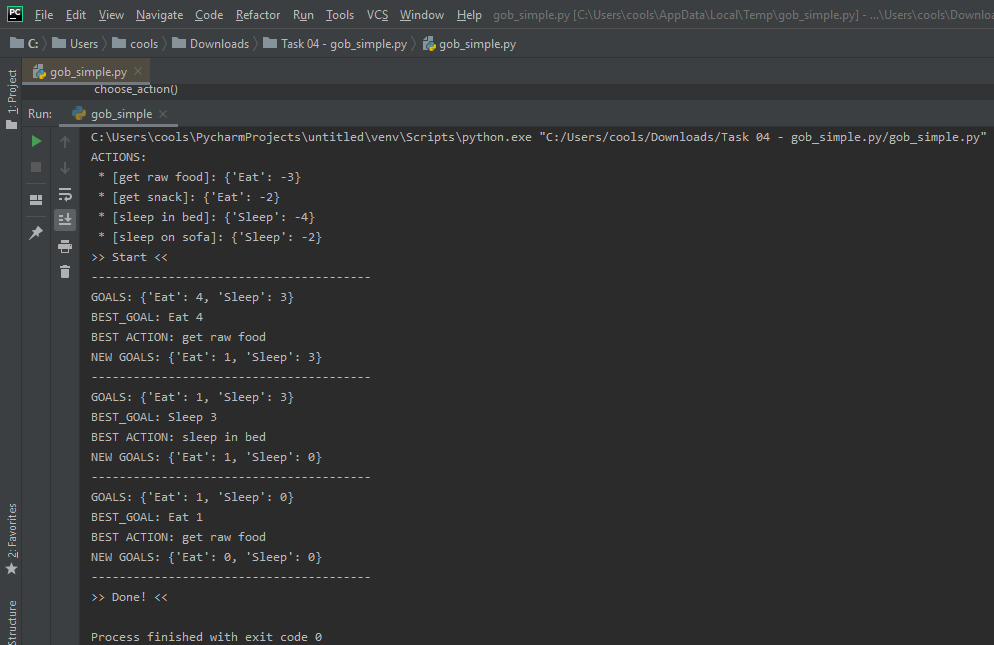 PC File Edit View Navigate Code Refactor Run Tools VCS Window Help gob_simple.py [C:\Users\cools\AppData\Local\Temp\gob_simple.py] - ...\Users\cools\Downloa
C: Users cools Downloads Task 04 - gob_simple.py gob_simple.py
gob_simple.py
1: Project
choose_action()
Run: gob_simple
C:\Users\cools\PycharmProjects\untitled\venv\Scripts\python.exe "C:/Users/cools/Downloads/Task 04 - gob_simple.py/gob_simple.py"
ACTIONS:
 * [get raw food]: {'Eat': -3}
 * [get snack]: {'Eat': -2}
 * [sleep in bed]: {'Sleep': -4}
 * [sleep on sofa]: {'Sleep': -2}
>> Start <<
----------------------------------------
GOALS: {'Eat': 4, 'Sleep': 3}
BEST_GOAL: Eat 4
BEST ACTION: get raw food
NEW GOALS: {'Eat': 1, 'Sleep': 3}
----------------------------------------
GOALS: {'Eat': 1, 'Sleep': 3}
BEST_GOAL: Sleep 3
BEST ACTION: sleep in bed
NEW GOALS: {'Eat': 1, 'Sleep': 0}
----------------------------------------
GOALS: {'Eat': 1, 'Sleep': 0}
BEST_GOAL: Eat 1
BEST ACTION: get raw food
NEW GOALS: {'Eat': 0, 'Sleep': 0}
----------------------------------------
>> Done! <<
Process finished with exit code 0
2: Favorites
Structure